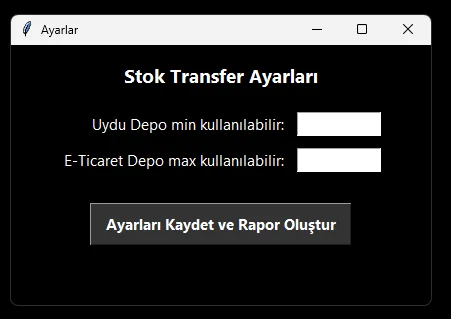 Ayarlar
Stok Transfer Ayarları
Uydu Depo min kullanılabilir:
E-Ticaret Depo max kullanılabilir:
Ayarları Kaydet ve Rapor Oluştur